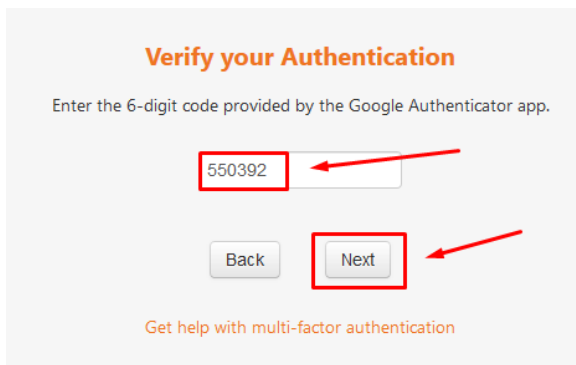 Verify your Authentication
Enter the 6-digit code provided by the Google Authenticator app.
550392
Back Next
Get help with multi-factor authentication